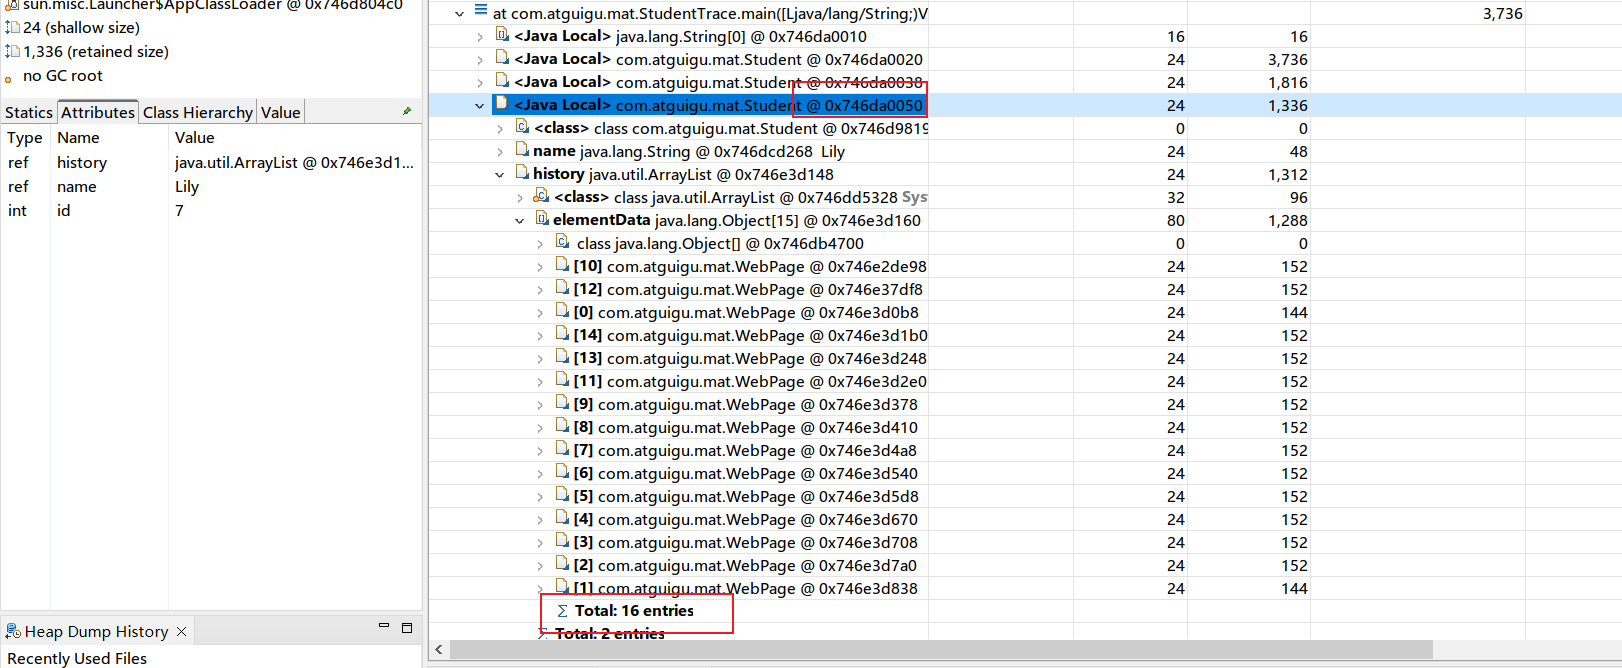 sun.misc.Launcher$AppClassLoader @ 0x746d804c0
24 (shallow size)
1,336 (retained size)
no GC root
Statics Attributes Class Hierarchy Value
Type Name Value
ref history java.util.ArrayList @ 0x746e3d1...
ref name Lily
int id 7
Heap Dump History
Recently Used Files
at com.atguigu.mat.StudentTrace.main([Ljava/lang/String;)V 3,736
<Java Local> java.lang.String[0] @ 0x746da0010 16 16
<Java Local> com.atguigu.mat.Student @ 0x746da0020 24 3,736
<Java Local> com.atguigu.mat.Student @ 0x746da0038 24 1,816
<Java Local> com.atguigu.mat.Student @ 0x746da0050 24 1,336
<class> class com.atguigu.mat.Student @ 0x746d9819 0 0
name java.lang.String @ 0x746dcd268 Lily 24 48
history java.util.ArrayList @ 0x746e3d148 24 1,312
<class> class java.util.ArrayList @ 0x746dd5328 Sys 32 96
elementData java.lang.Object[15] @ 0x746e3d160 80 1,288
class java.lang.Object[] @ 0x746db4700 0 0
[10] com.atguigu.mat.WebPage @ 0x746e2de98 24 152
[12] com.atguigu.mat.WebPage @ 0x746e37df8 24 152
[0] com.atguigu.mat.WebPage @ 0x746e3d0b8 24 144
[14] com.atguigu.mat.WebPage @ 0x746e3d1b0 24 152
[13] com.atguigu.mat.WebPage @ 0x746e3d248 24 152
[11] com.atguigu.mat.WebPage @ 0x746e3d2e0 24 152
[9] com.atguigu.mat.WebPage @ 0x746e3d378 24 152
[8] com.atguigu.mat.WebPage @ 0x746e3d410 24 152
[7] com.atguigu.mat.WebPage @ 0x746e3d4a8 24 152
[6] com.atguigu.mat.WebPage @ 0x746e3d540 24 152
[5] com.atguigu.mat.WebPage @ 0x746e3d5d8 24 152
[4] com.atguigu.mat.WebPage @ 0x746e3d670 24 152
[3] com.atguigu.mat.WebPage @ 0x746e3d708 24 152
[2] com.atguigu.mat.WebPage @ 0x746e3d7a0 24 152
[1] com.atguigu.mat.WebPage @ 0x746e3d838 24 144
Σ Total: 16 entries
Σ Total: 2 entries